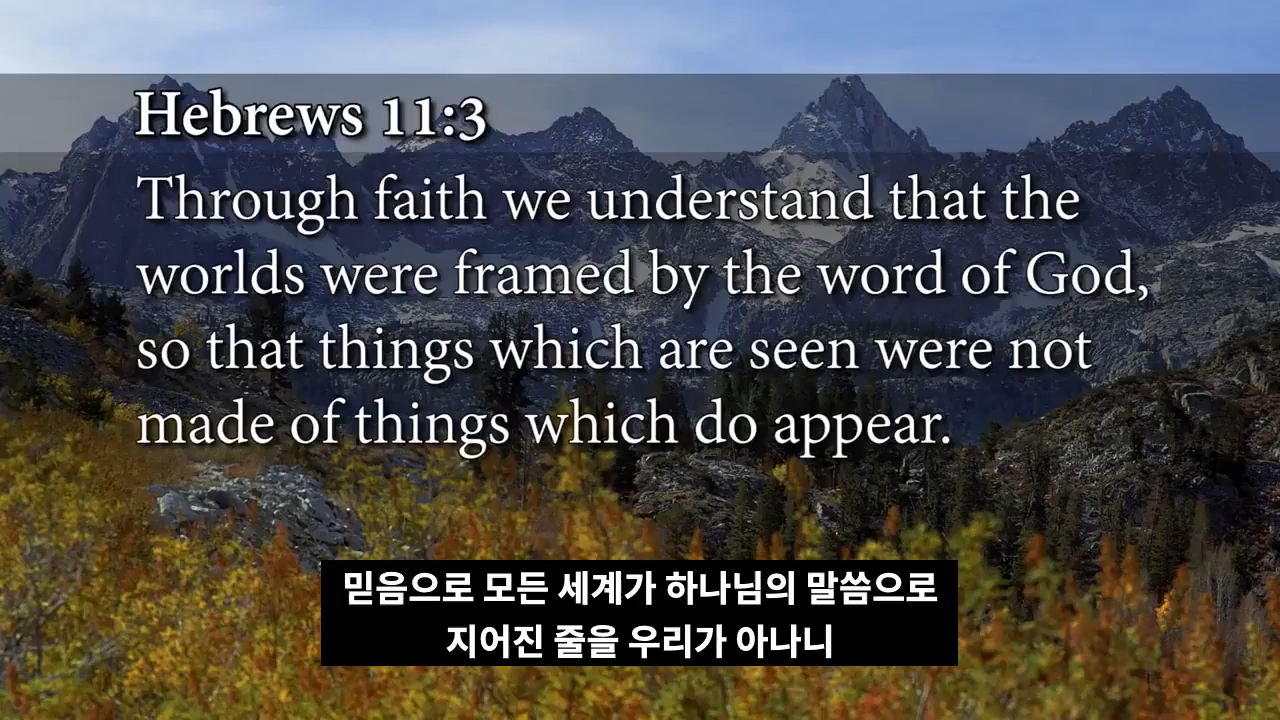 Hebrews 11:3
Through faith we understand that the
worlds were framed by the word of God,
so that things which are seen were not
made of things which do appear.
믿음으로 모든 세계가 하나님의 말씀으로
지어진 줄을 우리가 아나니